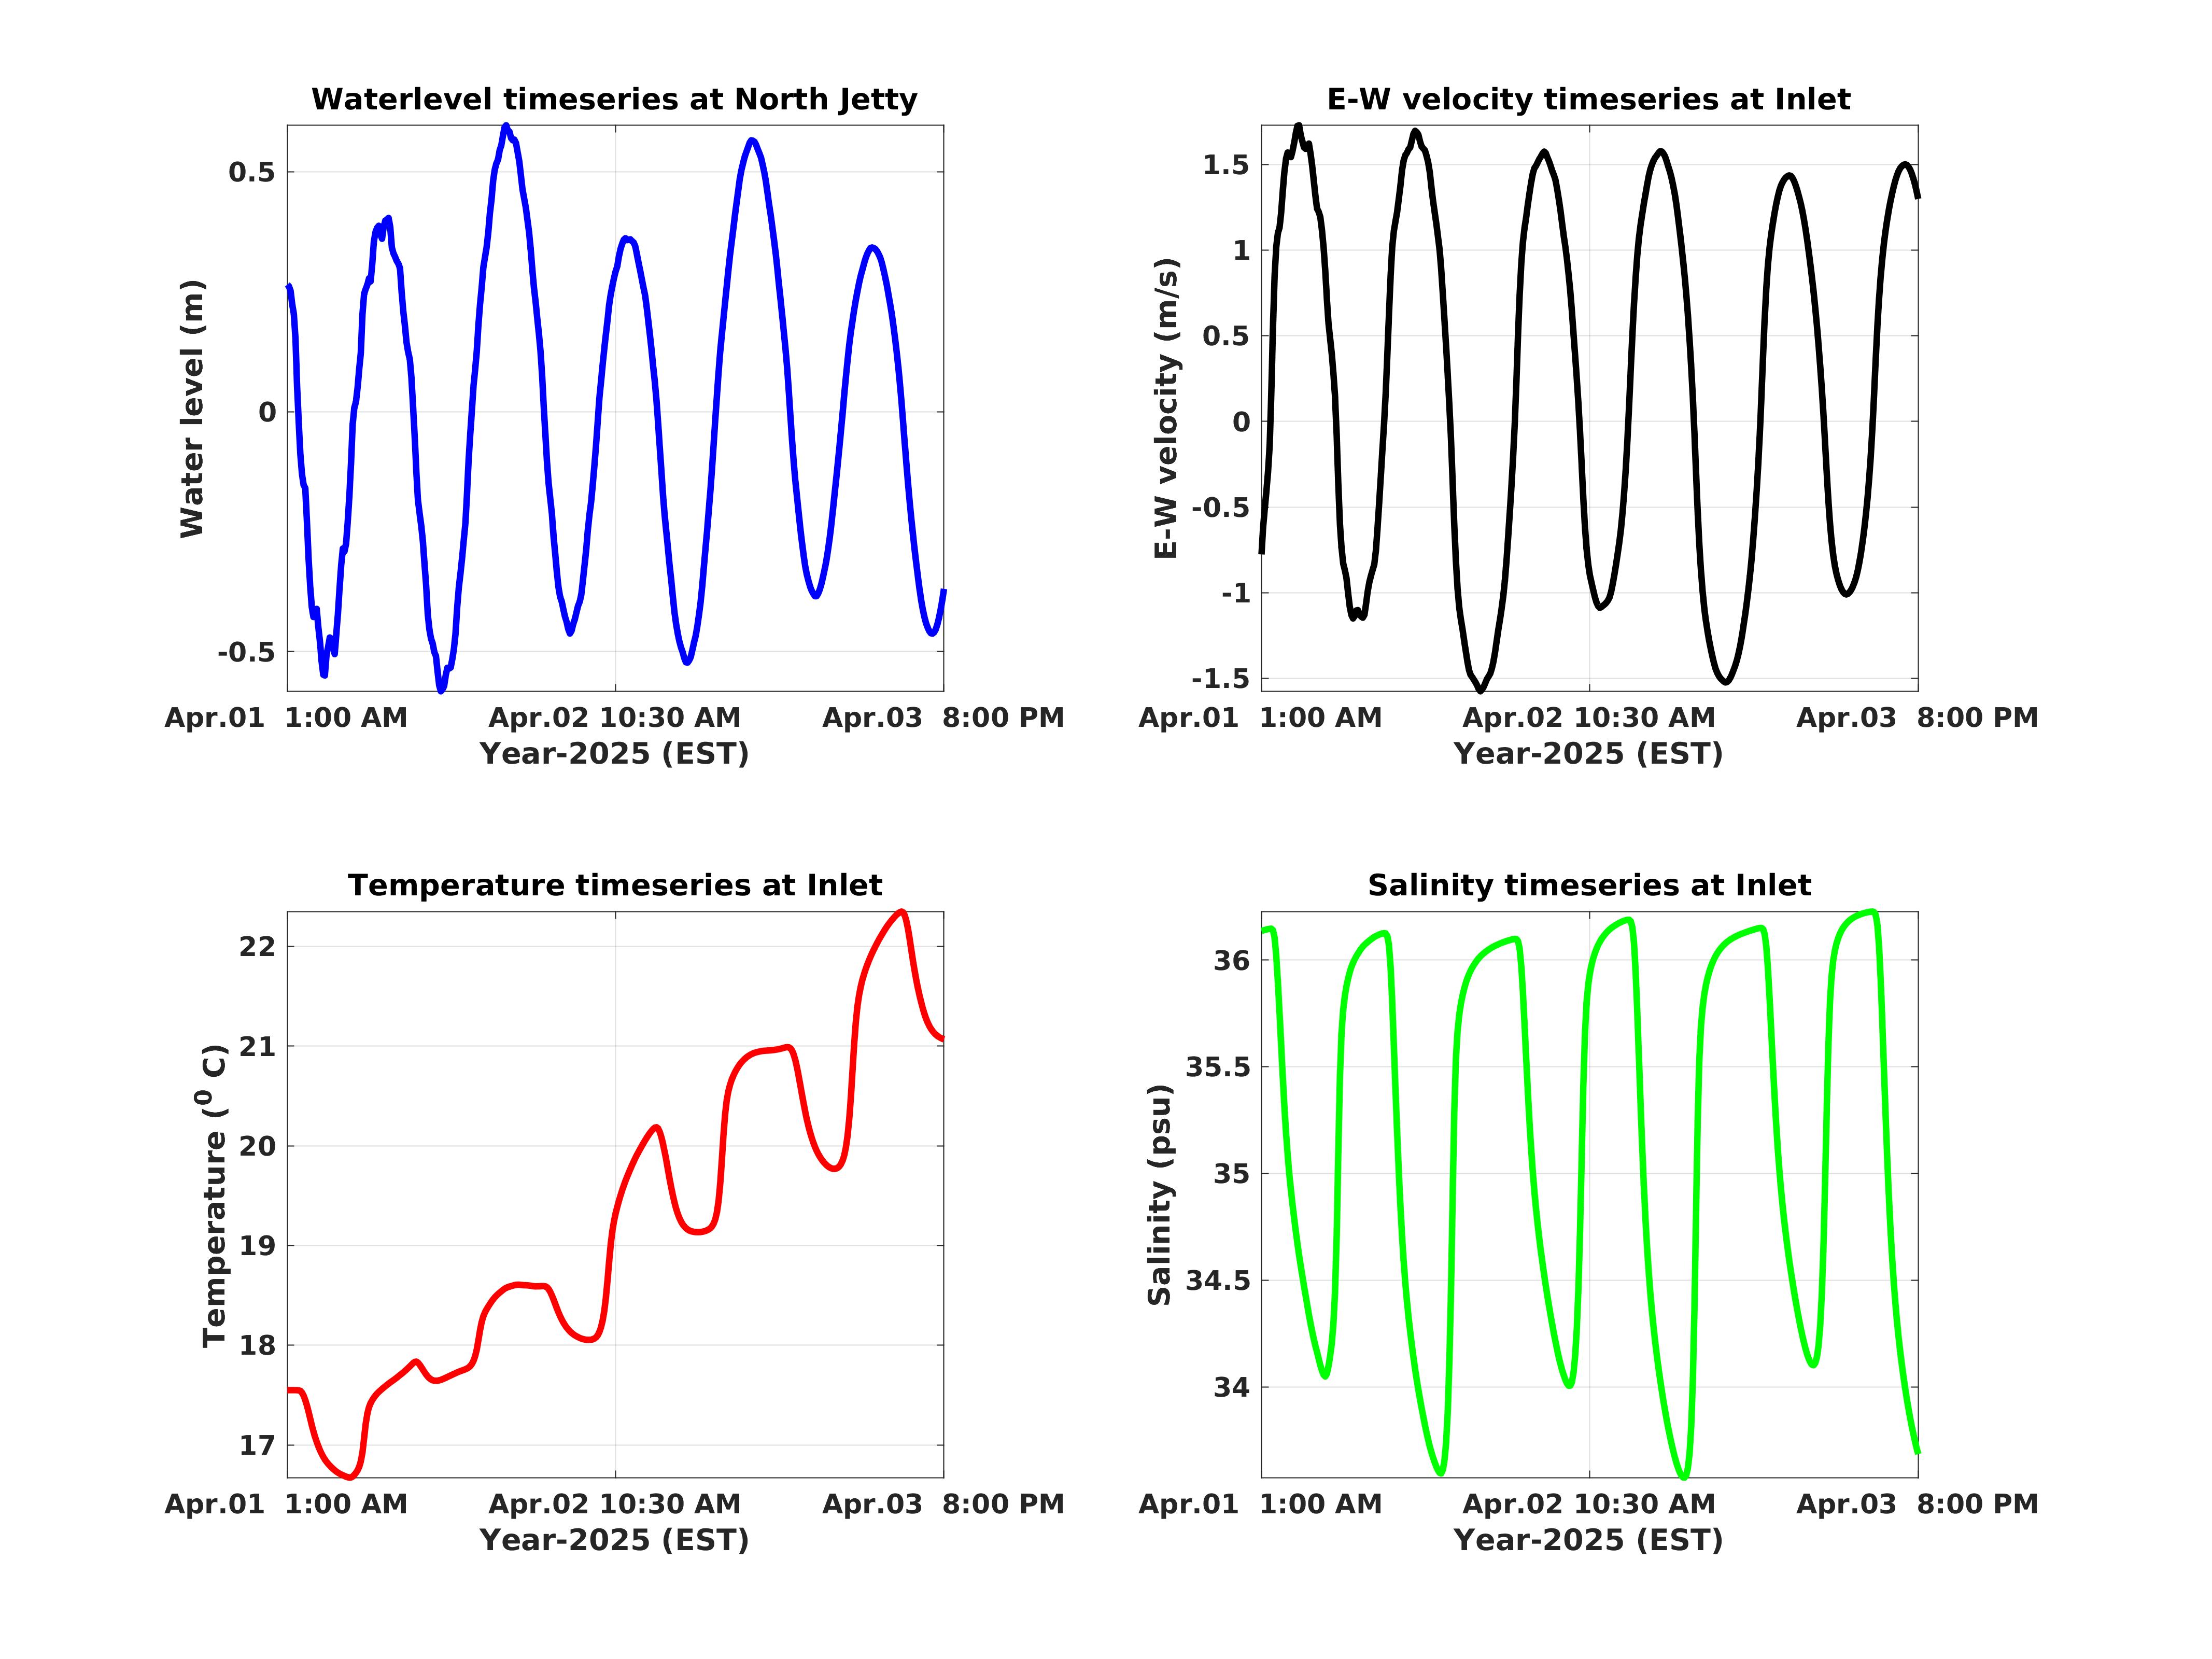 Waterlevel timeseries at North Jetty
0.5
0
-0.5
Water level (m)
Apr.01 1:00 AM Apr.02 10:30 AM Apr.03 8:00 PM
Year-2025 (EST)
E-W velocity timeseries at Inlet
1.5
1
0.5
0
-0.5
-1
-1.5
E-W velocity (m/s)
Apr.01 1:00 AM Apr.02 10:30 AM Apr.03 8:00 PM
Year-2025 (EST)
Temperature timeseries at Inlet
22
21
20
19
18
17
Temperature (⁰ C)
Apr.01 1:00 AM Apr.02 10:30 AM Apr.03 8:00 PM
Year-2025 (EST)
Salinity timeseries at Inlet
36
35.5
35
34.5
34
Salinity (psu)
Apr.01 1:00 AM Apr.02 10:30 AM Apr.03 8:00 PM
Year-2025 (EST)